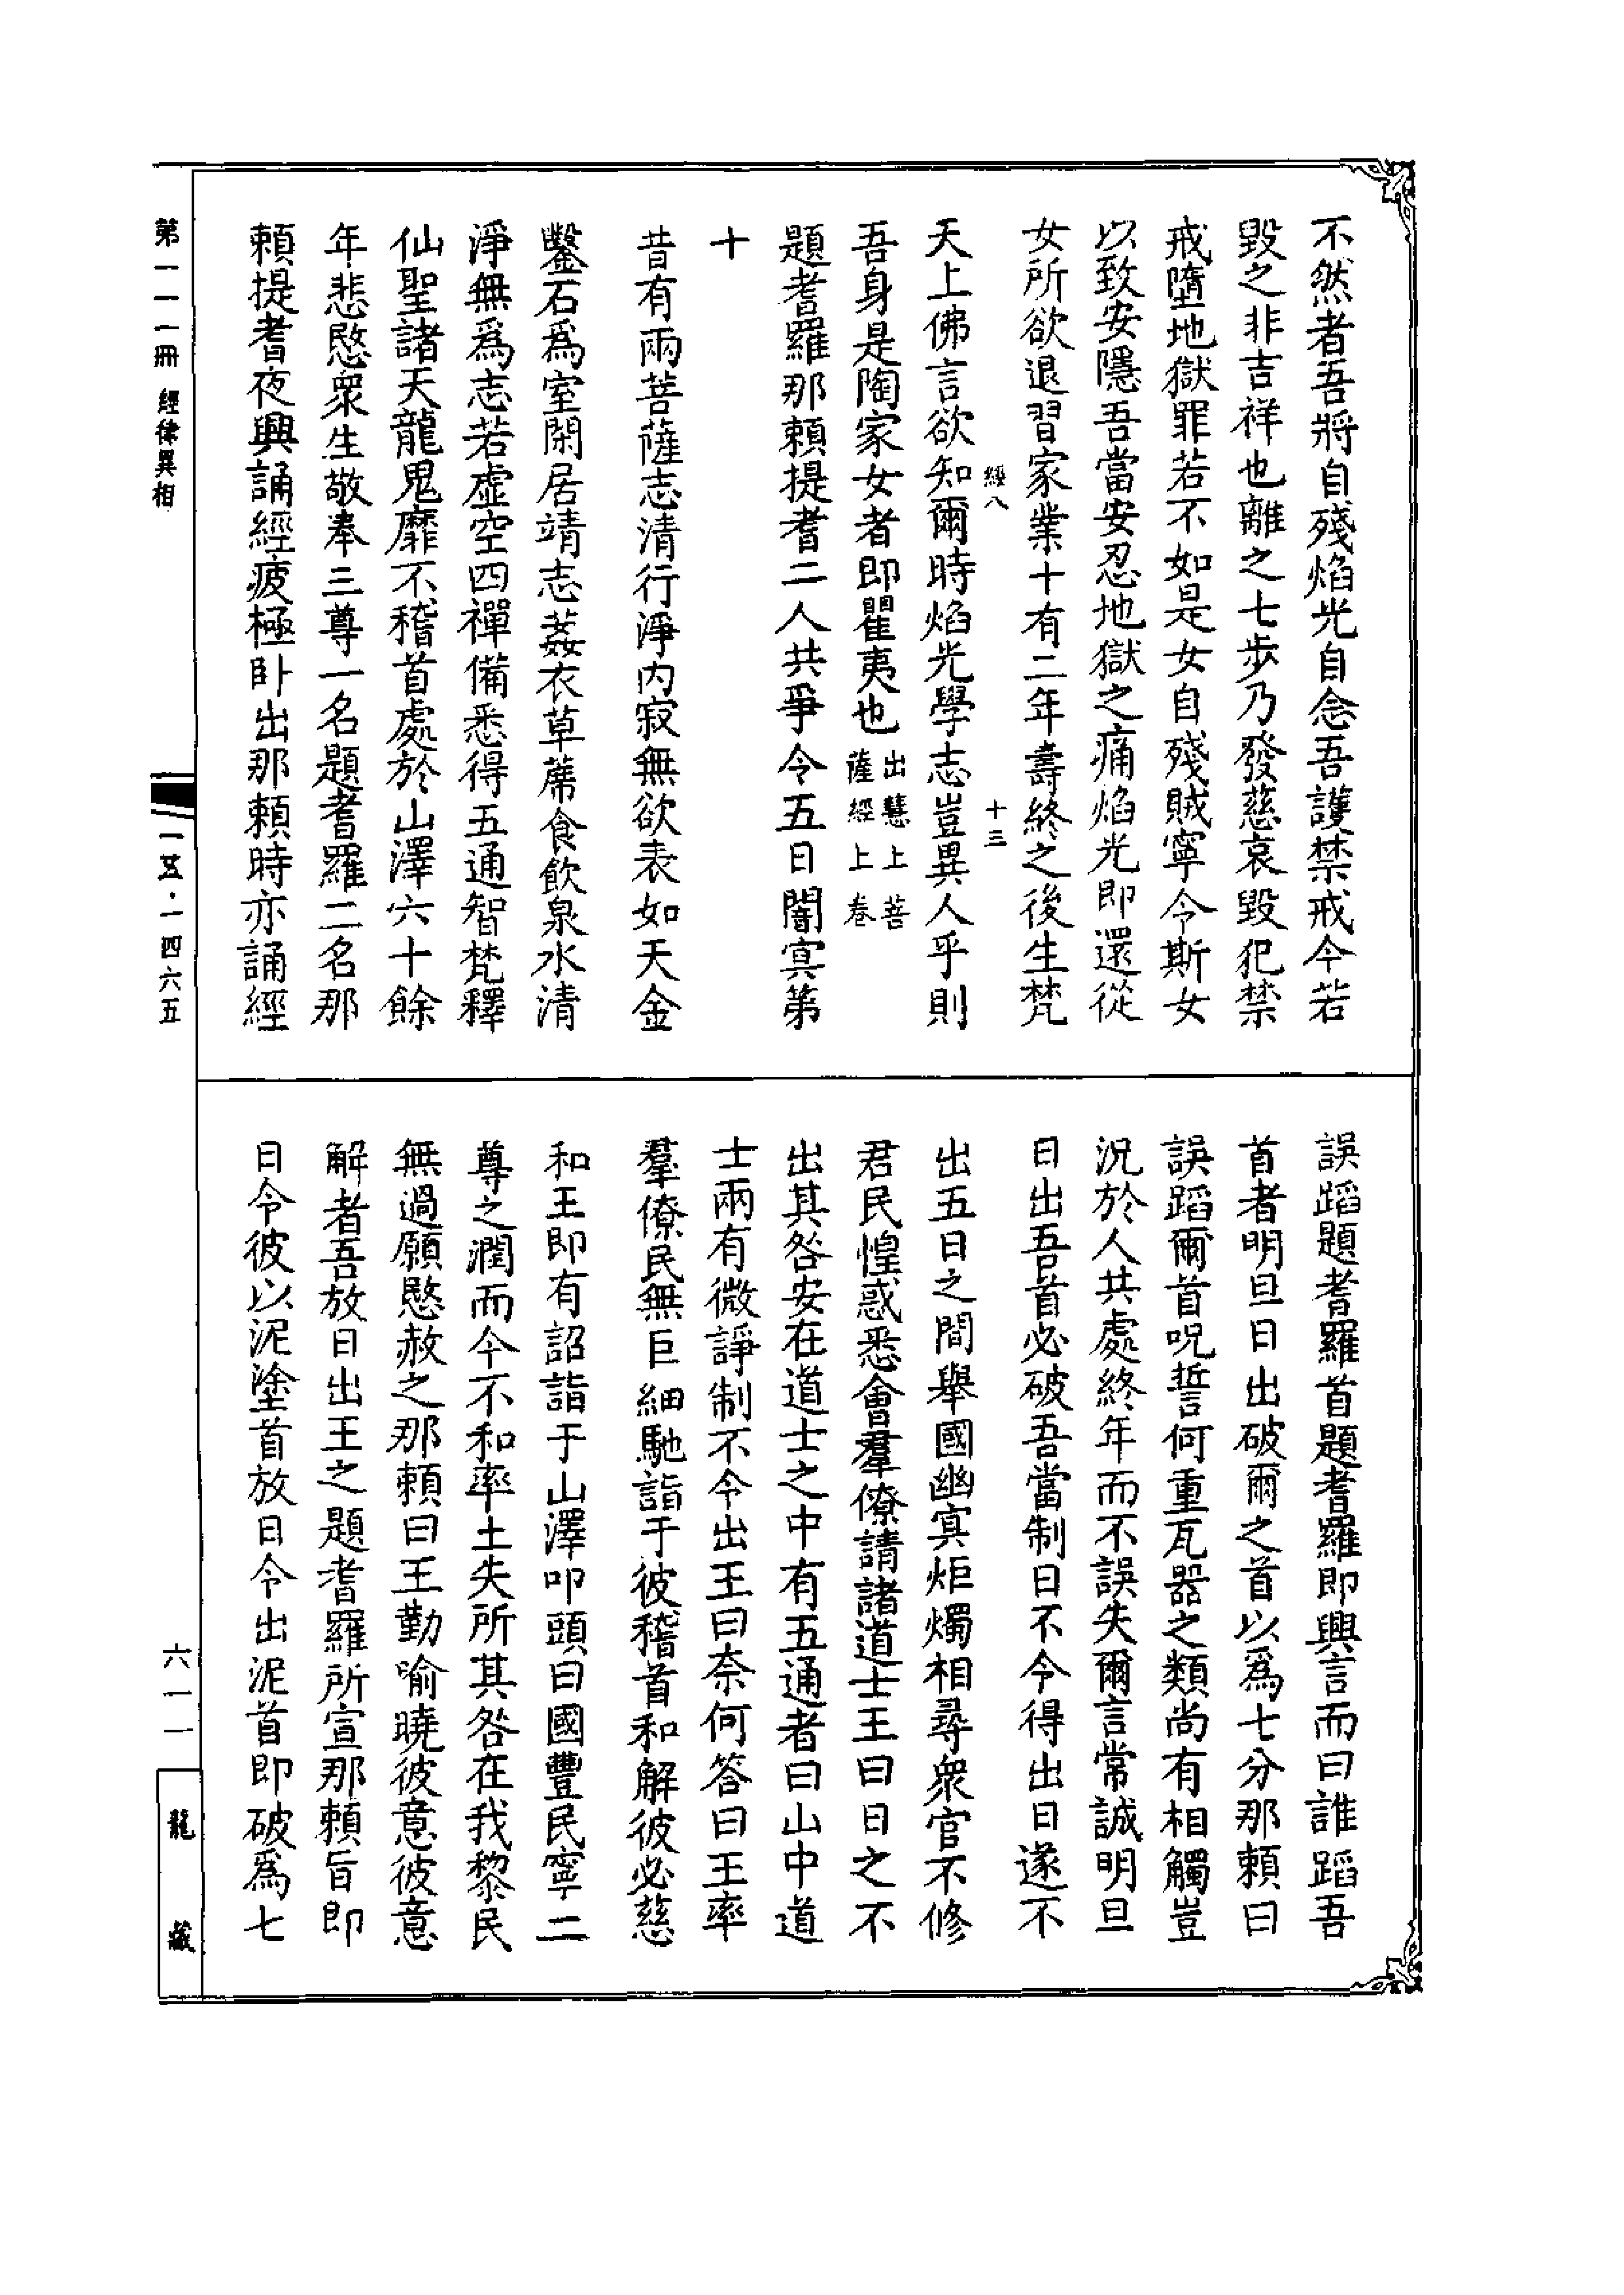 不然者吾將自殘焰光自念吾護禁戒今若
毀之非吉祥也離之七步乃發慈哀毀犯禁
戒墮地獄罪若不如是女自殘賊寧令斯女
以致安隱吾當安忍地獄之痛焰光即還從
女所欲退習家業十有二年壽終之後生梵
經八 十三
天上佛言欲知爾時焰光學志豈異人乎則
吾身是陶家女者即瞿夷也出慧上菩薩經上卷
題耆羅那賴提耆二人共爭令五日闇㝠第
十
昔有兩菩薩志清行淨內寂無欲表如天金
鑿石為室閑居靖志葌衣草蓆食飲泉水清
淨無為志若虛空四禪備悉得五通智梵釋
仙聖諸天龍鬼靡不稽首處於山澤六十餘
年悲愍衆生敬奉三尊一名題耆羅二名那
賴提耆夜興誦經疲極卧出那賴時亦誦經
誤蹈題耆羅首題耆羅即興言而曰誰蹈吾
首者明旦日出破爾之首以為七分那賴曰
誤蹈爾首呪誓何重瓦器之類尚有相觸豈
況於人共處終年而不誤失爾言常誠明旦
日出吾首必破吾當制日不令得出日遂不
出五日之間舉國幽㝠炬燭相尋衆官不修
君民惶惑悉會羣僚請諸道士王曰日之不
出其咎安在道士之中有五通者曰山中道
士兩有微諍制不令出王曰奈何答曰王率
羣僚民無巨細馳詣于彼稽首和解彼必慈
和王即有詔詣于山澤叩頭曰國豐民寧二
尊之潤而今不和率土失所其咎在我黎民
無過願愍赦之那賴曰王勤喻曉彼意彼意
解者吾放日出王之題耆羅所宣那賴旨即
日令彼以泥塗首放日令出泥首即破為七
第一一一冊 經律異相
一五·一四六五
六一一
龍藏